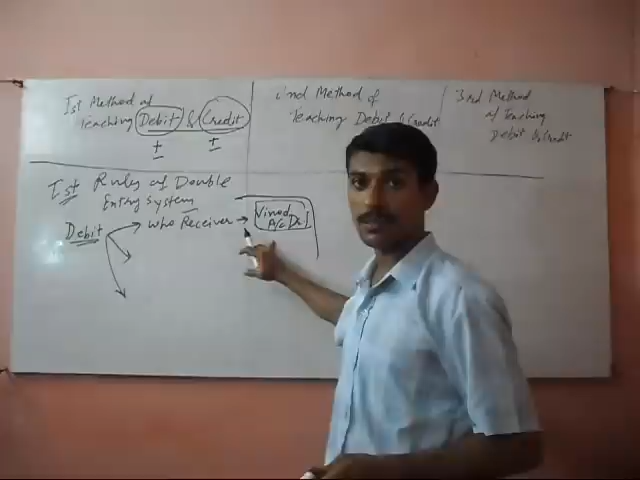 Ist Method of
Teaching Debit & Credit
± ±
IInd Method of
Teaching Debit & Credit
3rd Method
of Teaching
Debit & Credit
Ist Rules of Double
Entry System
Debit → Who Receiver → Vinod
A/c Dr.